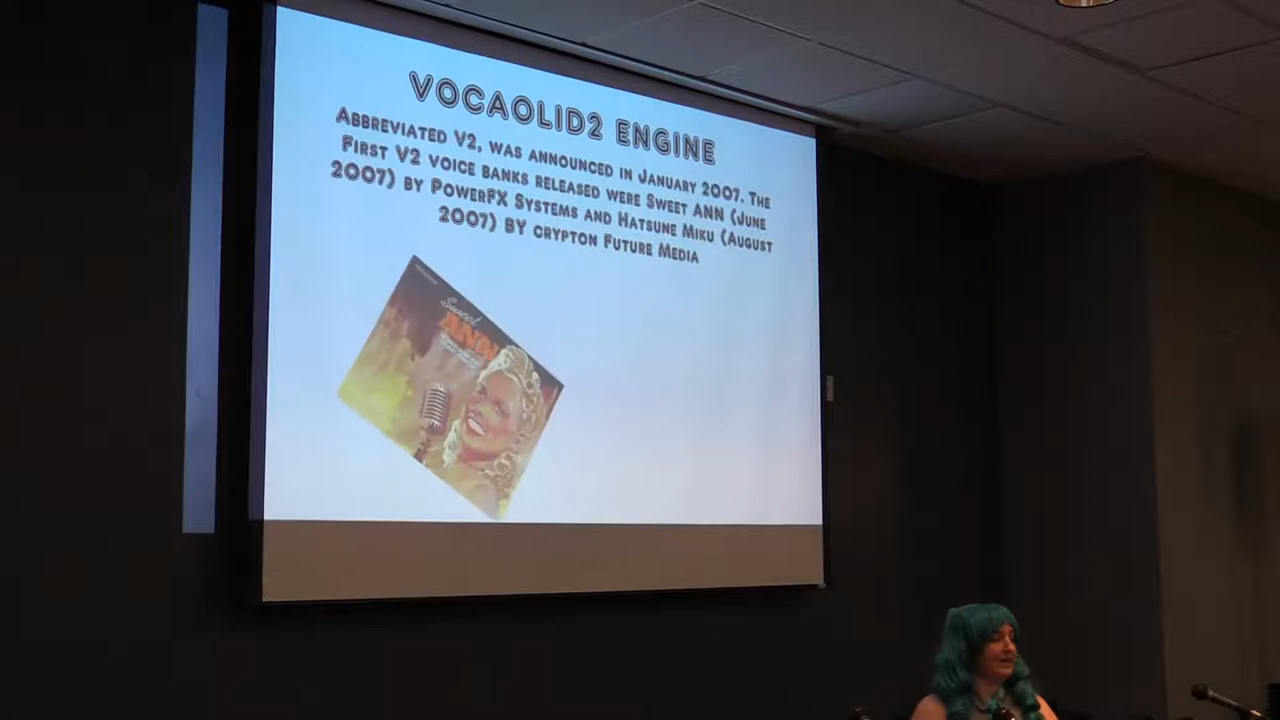 VOCAOLID2 ENGINE
ABBREVIATED V2, WAS ANNOUNCED IN JANUARY 2007. THE
FIRST V2 VOICE BANKS RELEASED WERE SWEET ANN (JUNE
2007) BY POWERFX SYSTEMS AND HATSUNE MIKU (AUGUST
2007) BY CRYPTON FUTURE MEDIA
Sweet
ANN